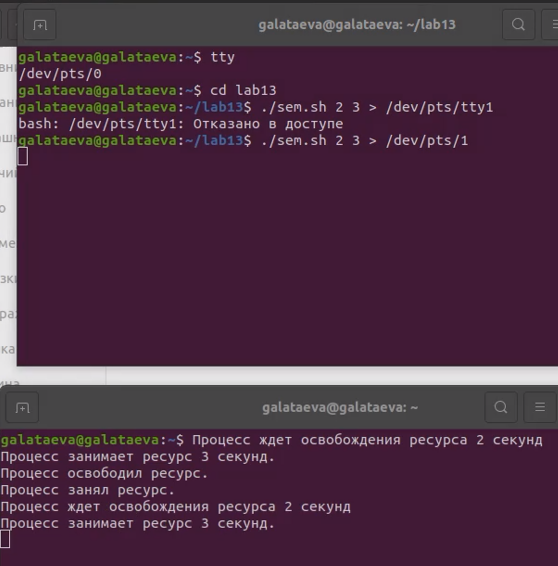 galataeva@galataeva: ~/lab13
galataeva@galataeva:~$ tty
/dev/pts/0
galataeva@galataeva:~$ cd lab13
galataeva@galataeva:~/lab13$ ./sem.sh 2 3 > /dev/pts/tty1
bash: /dev/pts/tty1: Отказано в доступе
galataeva@galataeva:~/lab13$ ./sem.sh 2 3 > /dev/pts/1
galataeva@galataeva: ~
galataeva@galataeva:~$ Процесс ждет освобождения ресурса 2 секунд
Процесс занимает ресурс 3 секунд.
Процесс освободил ресурс.
Процесс занял ресурс.
Процесс ждет освобождения ресурса 2 секунд
Процесс занимает ресурс 3 секунд.